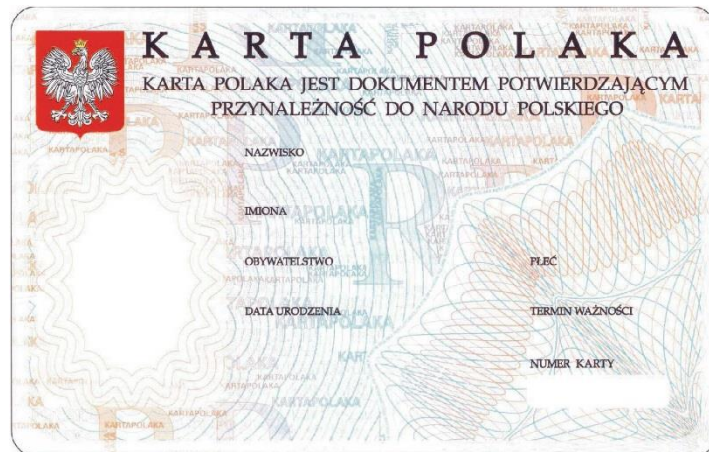 KARTA POLAKA
KARTA POLAKA JEST DOKUMENTEM POTWIERDZAJĄCYM
PRZYNALEŻNOŚĆ DO NARODU POLSKIEGO
NAZWISKO
IMIONA
OBYWATELSTWO
PŁEĆ
DATA URODZENIA
TERMIN WAŻNOŚCI
NUMER KARTY